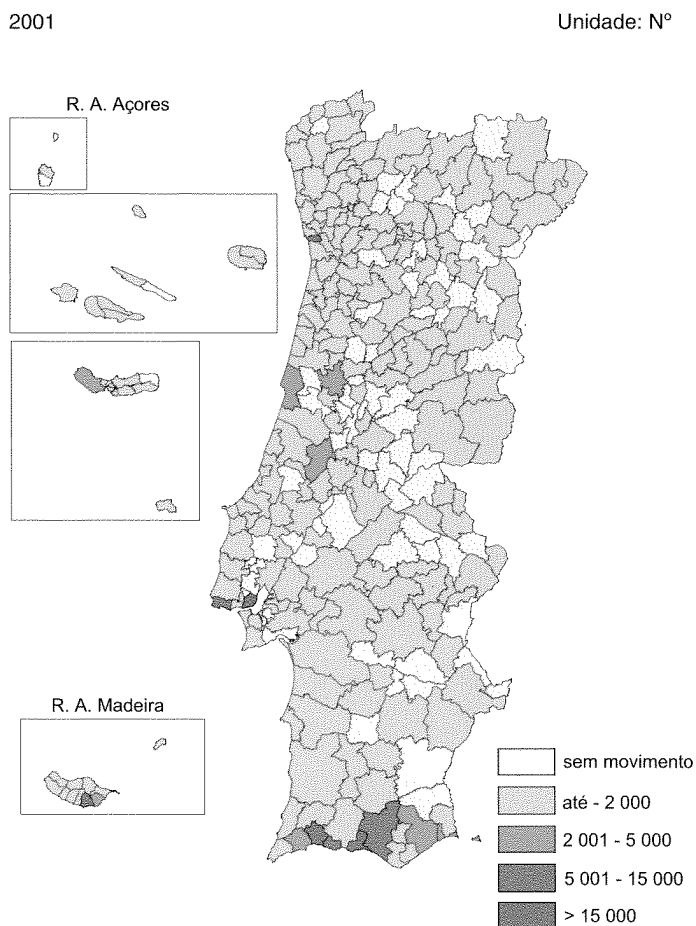 2001 Unidade: Nº
R. A. Açores
R. A. Madeira
sem movimento
até - 2 000
2 001 - 5 000
5 001 - 15 000
> 15 000